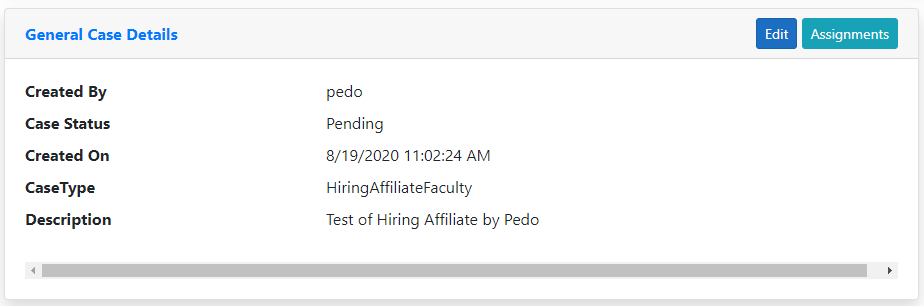 General Case Details Edit Assignments
Created By pedo
Case Status Pending
Created On 8/19/2020 11:02:24 AM
CaseType HiringAffiliateFaculty
Description Test of Hiring Affiliate by Pedo